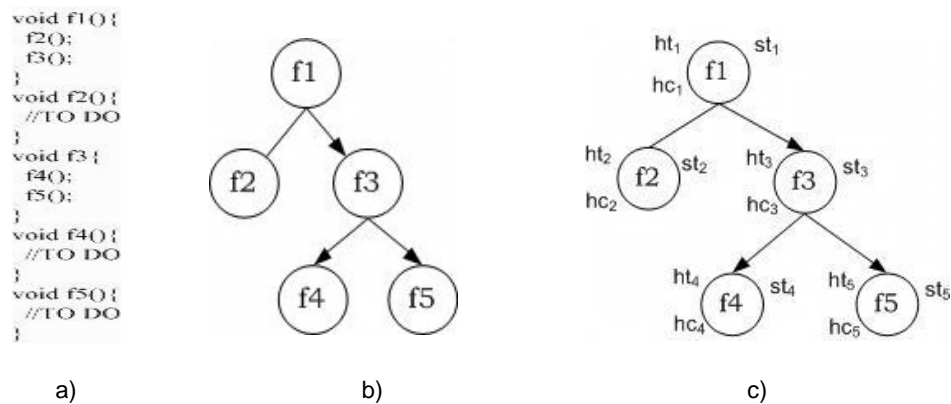 void f1(){
f2();
f3();
}
void f2(){
//TO DO
}
void f3{
f4();
f5();
}
void f4(){
//TO DO
}
void f5(){
//TO DO
}
a)
f1
f2
f3
f4
f5
b)
ht1
st1
f1
hc1
ht2
st2
f2
hc2
ht3
st3
f3
hc3
ht4
st4
f4
hc4
ht5
st5
f5
hc5
c)